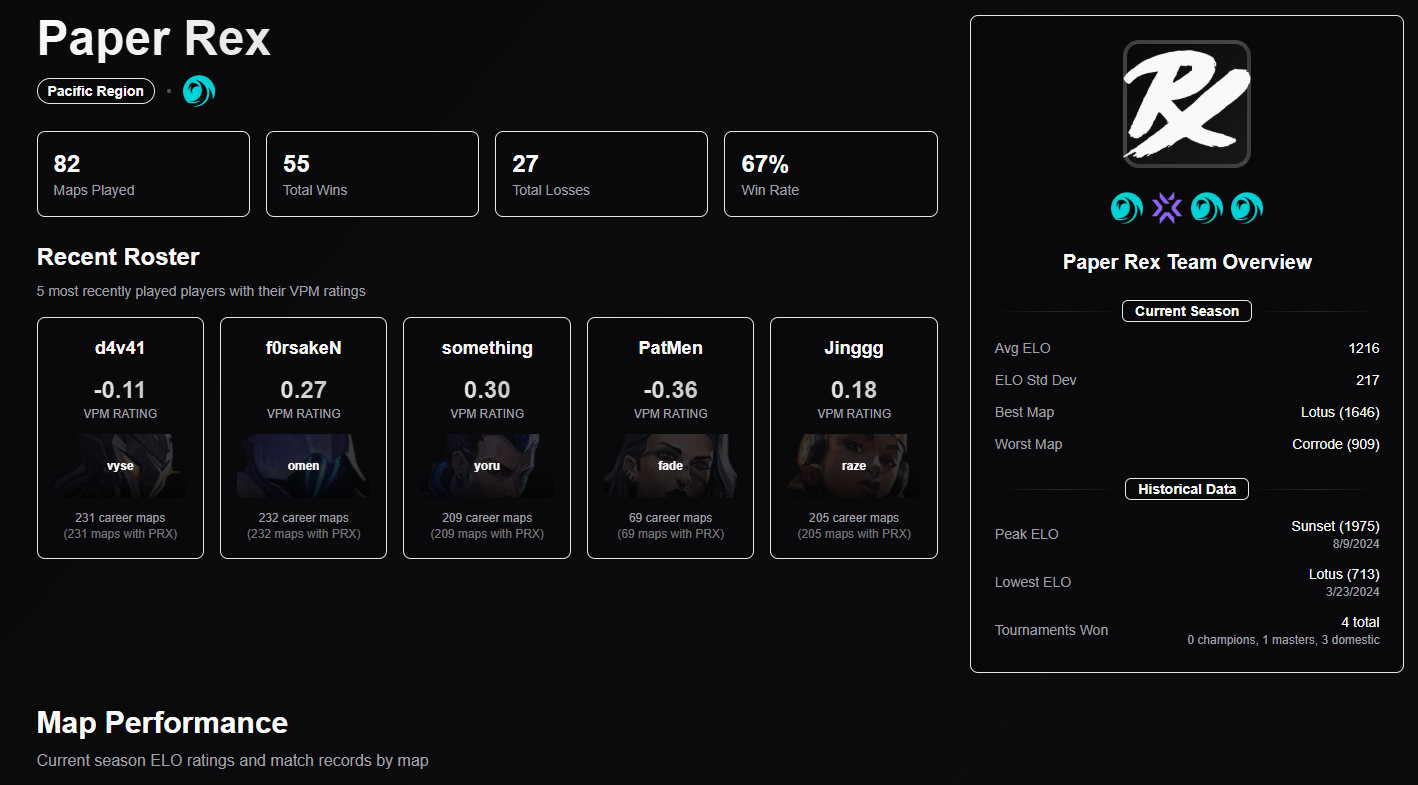 Paper Rex
Pacific Region •
82
Maps Played
55
Total Wins
27
Total Losses
67%
Win Rate
Recent Roster
5 most recently played players with their VPM ratings
d4v41
-0.11
VPM RATING
vyse
231 career maps
(231 maps with PRX)
f0rsakeN
0.27
VPM RATING
omen
232 career maps
(232 maps with PRX)
something
0.30
VPM RATING
yoru
209 career maps
(209 maps with PRX)
PatMen
-0.36
VPM RATING
fade
69 career maps
(69 maps with PRX)
Jinggg
0.18
VPM RATING
raze
205 career maps
(205 maps with PRX)
Paper Rex Team Overview
Current Season
Avg ELO 1216
ELO Std Dev 217
Best Map Lotus (1646)
Worst Map Corrode (909)
Historical Data
Peak ELO Sunset (1975)
8/9/2024
Lowest ELO Lotus (713)
3/23/2024
Tournaments Won 4 total
0 champions, 1 masters, 3 domestic
Map Performance
Current season ELO ratings and match records by map